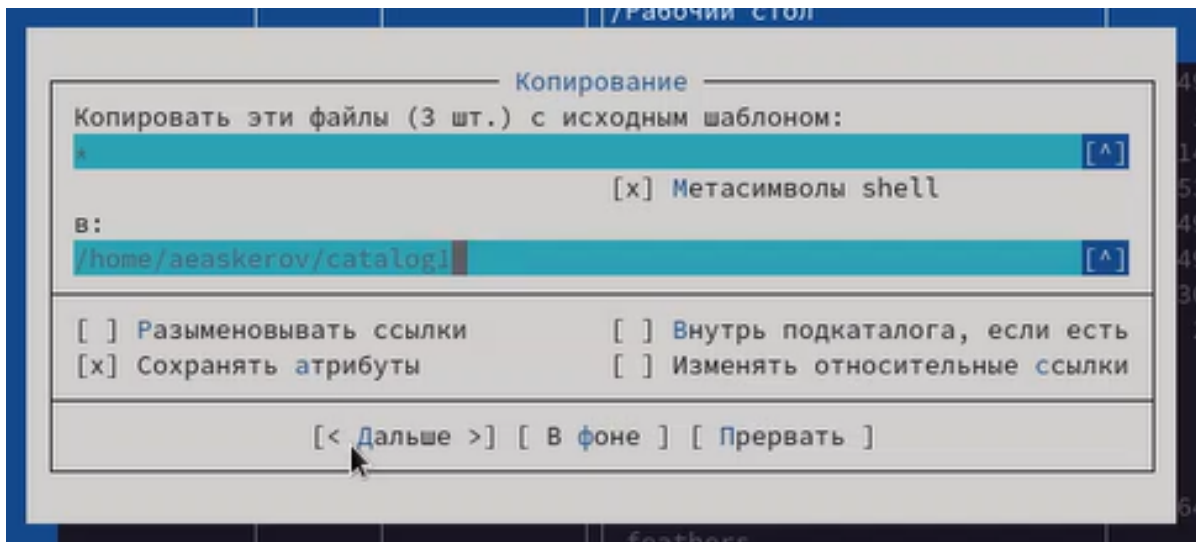 /Рабочий стол
Копирование
Копировать эти файлы (3 шт.) с исходным шаблоном:
* [^]
[x] Метасимволы shell
в:
/home/aeaskerov/catalog1 [^]
[ ] Разыменовывать ссылки [ ] Внутрь подкаталога, если есть
[x] Сохранять атрибуты [ ] Изменять относительные ссылки
[< Дальше >] [ В фоне ] [ Прервать ]
feathers